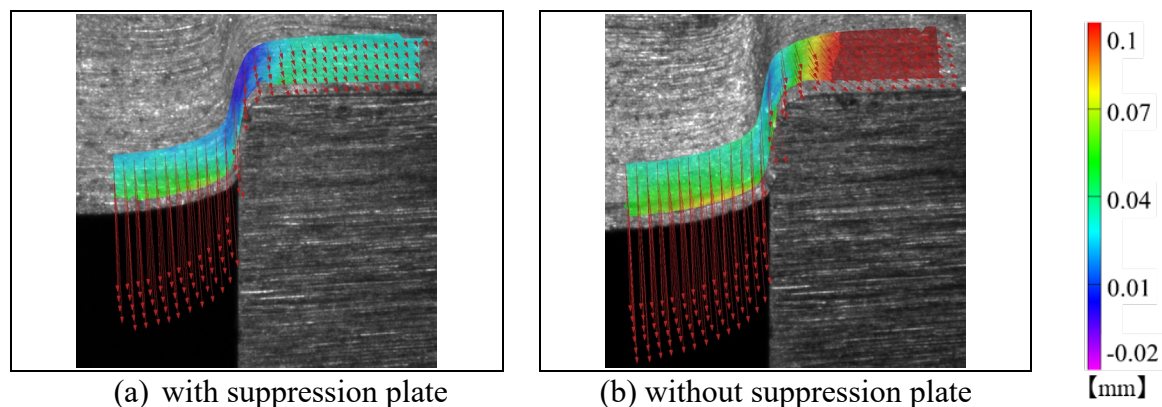 0.1
0.07
0.04
0.01
-0.02
【mm】
(a) with suppression plate
(b) without suppression plate